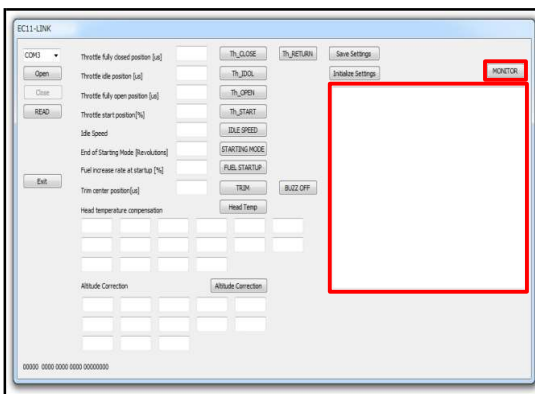 EC11-LINK
COM3
Open
Close
READ
Exit
Throttle fully closed position [us] Th_CLOSE Th_RETURN Save Settings
Throttle idle position [us] Th_IDOL Initialize Settings MONITOR
Throttle fully open position [us] Th_OPEN
Throttle start position[%] Th_START
Idle Speed IDLE SPEED
End of Starting Mode [Revolutions] STARTING MODE
Fuel increase rate at startup [%] FUEL STARTUP
Trim center position[us] TRIM BUZZ OFF
Head temperature compensation Head Temp
Altitude Correction Altitude Correction
00000 0000 0000 0000 00000000